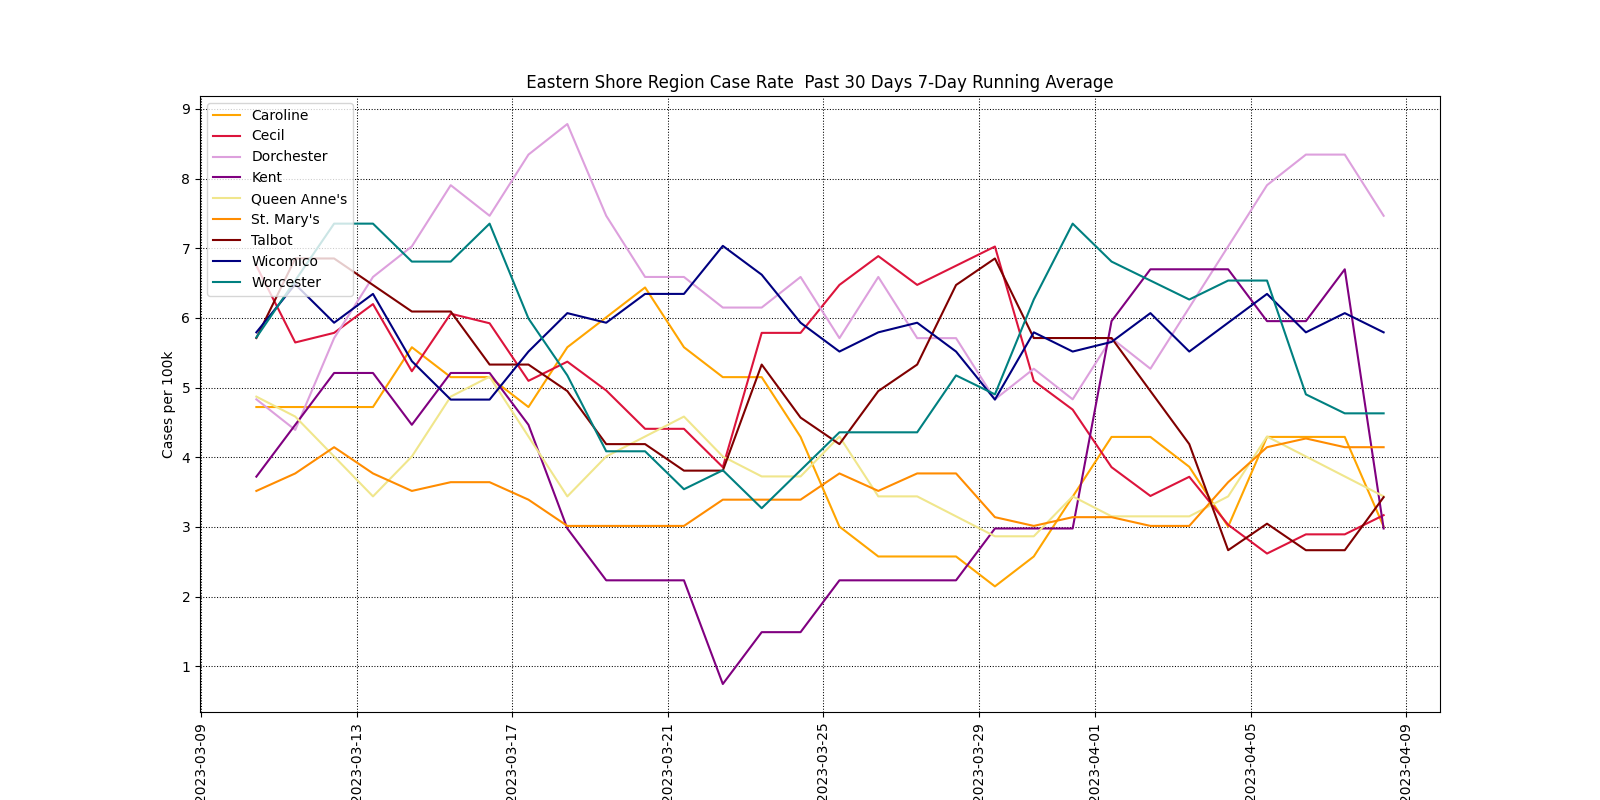 Eastern Shore Region Case Rate  Past 30 Days 7-Day Running Average
Cases per 100k
9
8
7
6
5
4
3
2
1
Caroline
Cecil
Dorchester
Kent
Queen Anne's
St. Mary's
Talbot
Wicomico
Worcester
2023-03-09
2023-03-13
2023-03-17
2023-03-21
2023-03-25
2023-03-29
2023-04-01
2023-04-05
2023-04-09